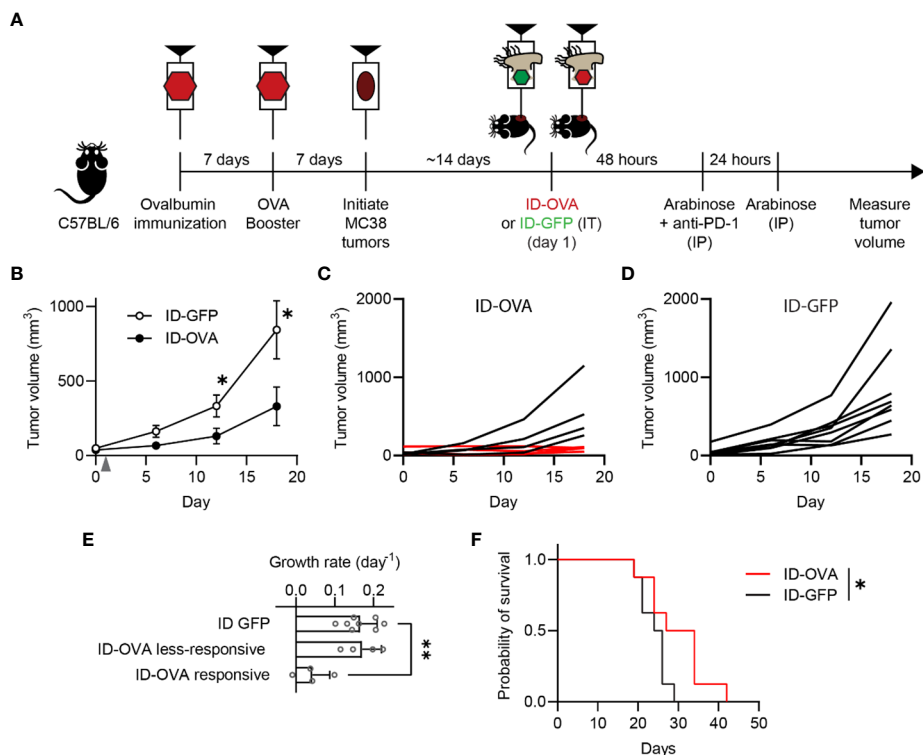 A
7 days
7 days
~14 days
48 hours
24 hours
C57BL/6
Ovalbumin
immunization
OVA
Booster
Initiate
MC38
tumors
ID-OVA
or ID-GFP (IT)
(day 1)
Arabinose
+ anti-PD-1
(IP)
Arabinose
(IP)
Measure
tumor
volume
B
Tumor volume (mm³)
1000
500
0
ID-GFP
ID-OVA
*
*
0 5 10 15 20
Day
C
ID-OVA
Tumor volume (mm³)
2000
1000
0
0 5 10 15 20
Day
D
ID-GFP
Tumor volume (mm³)
2000
1000
0
0 5 10 15 20
Day
E
Growth rate (day⁻¹)
0.0 0.1 0.2
ID GFP
ID-OVA less-responsive
ID-OVA responsive
**
F
Probability of survival
1.0
0.5
0.0
0 10 20 30 40 50
Days
ID-OVA
ID-GFP
*